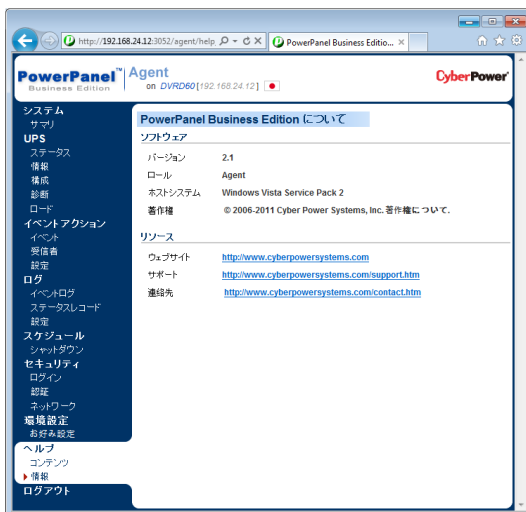 http://192.168.24.12:3052/agent/help
PowerPanel Business Editio...
PowerPanel™
Business Edition
Agent
on DVRD60 [192.168.24.12]
CyberPower
システム
サマリ
UPS
ステータス
情報
構成
診断
ロード
イベントアクション
イベント
受信者
設定
ログ
イベントログ
ステータスレコード
設定
スケジュール
シャットダウン
セキュリティ
ログイン
認証
ネットワーク
環境設定
お好み設定
ヘルプ
コンテンツ
情報
ログアウト
PowerPanel Business Edition について
ソフトウェア
バージョン 2.1
ロール Agent
ホストシステム Windows Vista Service Pack 2
著作権 © 2006-2011 Cyber Power Systems, Inc. 著作権について.
リソース
ウェブサイト http://www.cyberpowersystems.com
サポート http://www.cyberpowersystems.com/support.htm
連絡先 http://www.cyberpowersystems.com/contact.htm